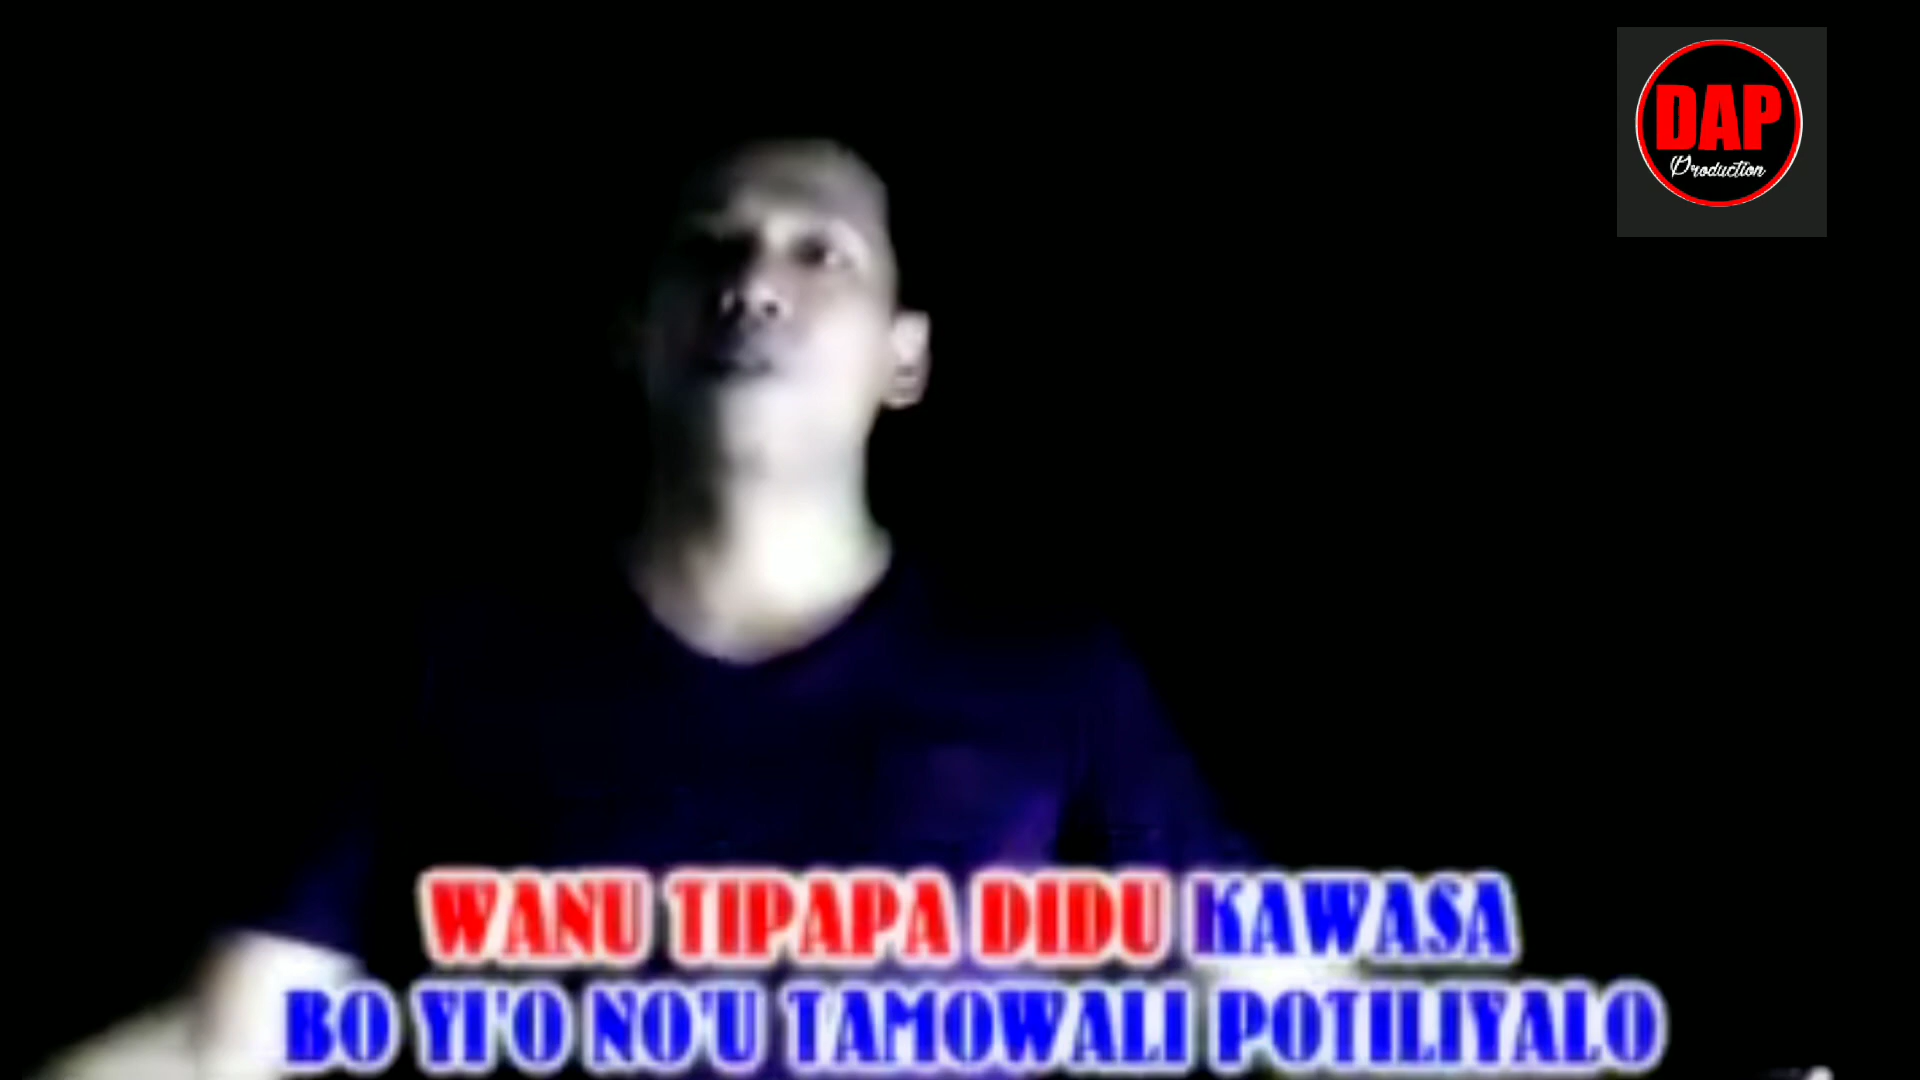 DAP
Production
WANU TIPAPA DIDU KAWASA
BO YI'O NO'U TAMOWALI POTILIYALO